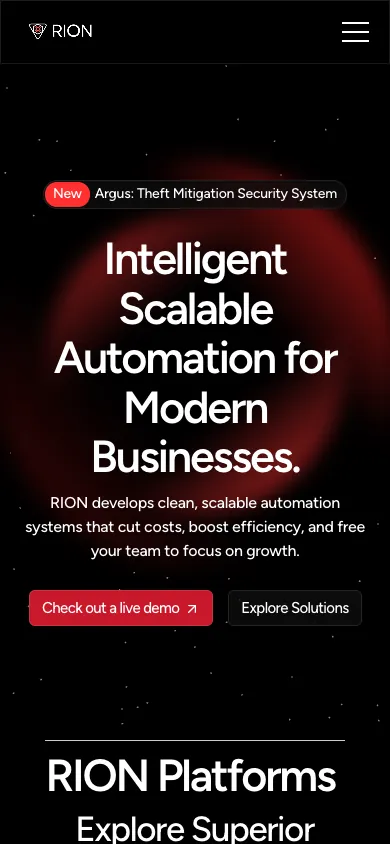 RION
New Argus: Theft Mitigation Security System
Intelligent
Scalable
Automation for
Modern
Businesses.
RION develops clean, scalable automation
systems that cut costs, boost efficiency, and free
your team to focus on growth.
Check out a live demo Explore Solutions
RION Platforms
Explore Superior